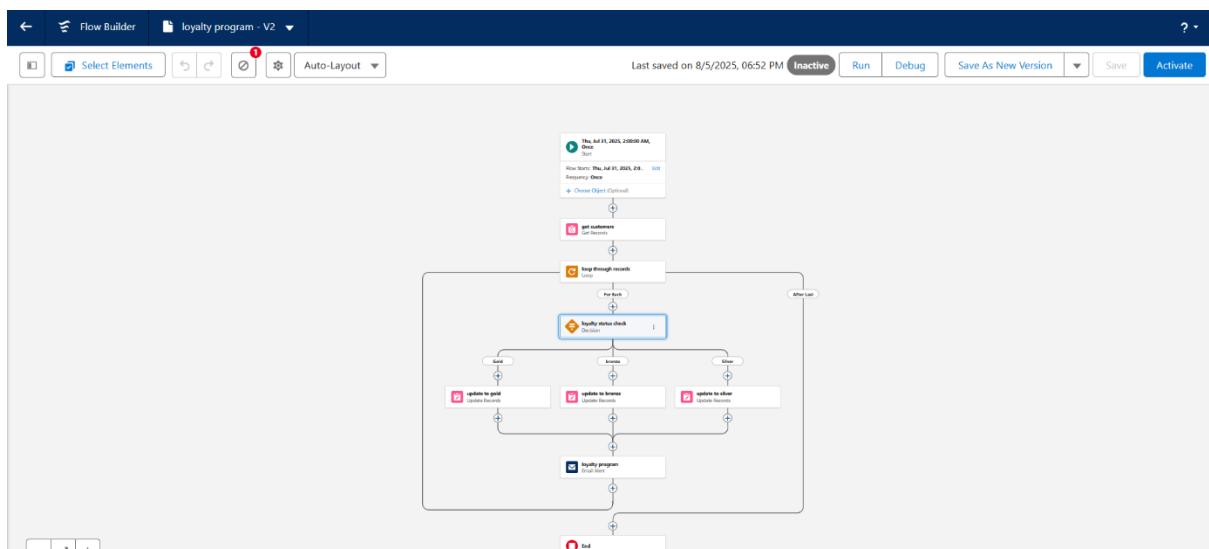 Flow Builder
loyalty program - V2
? 
Select Elements
1
Auto-Layout
Last saved on 8/5/2025, 06:52 PM
Inactive
Run
Debug
Save As New Version
Save
Activate
Thu, Jul 31, 2025, 2:00:00 AM,
Once
Start
Flow Starts: Thu, Jul 31, 2025, 2:0.. Edit
Frequency: Once
+ Choose Object (Optional)
get customers
Get Records
loop through records
Loop
For Each
After Last
loyalty status check
Decision
Gold
bronze
Silver
update to gold
Update Records
update to bronze
Update Records
update to silver
Update Records
loyalty program
Email Alert
End